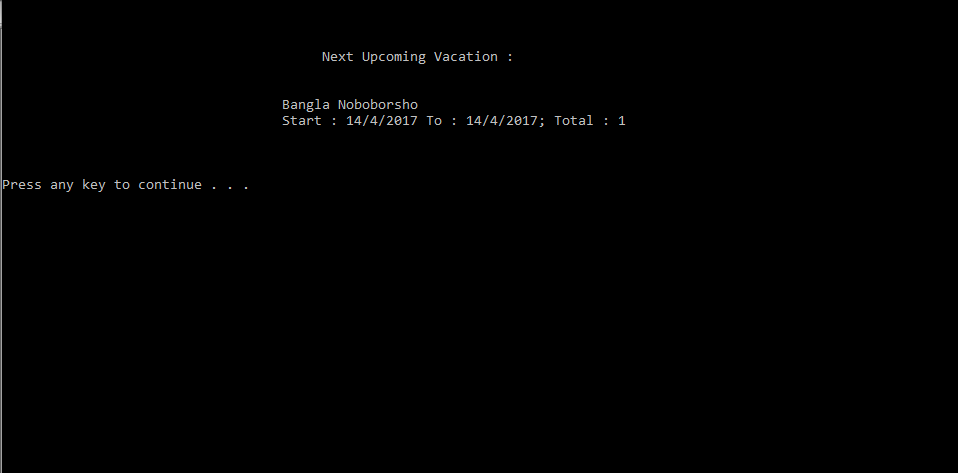 Next Upcoming Vacation :
Bangla Noboborsho
Start : 14/4/2017 To : 14/4/2017; Total : 1
Press any key to continue . . .